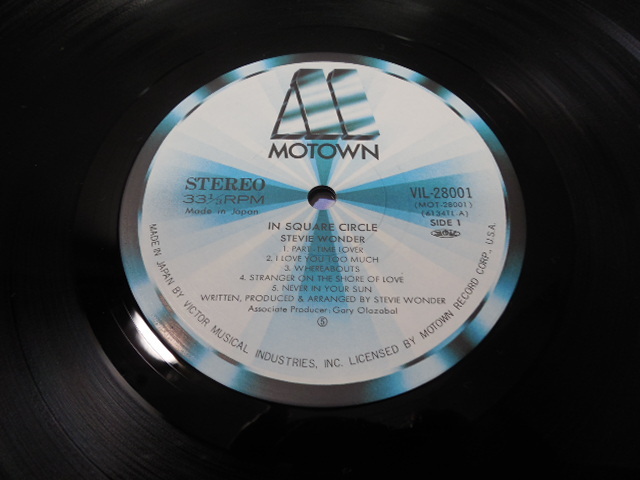 MOTOWN
STEREO
33⅓RPM
Made in Japan
VIL-28001
(MOT-28001)
(6134TL-A)
SIDE 1
IN SQUARE CIRCLE
STEVIE WONDER
1. PART-TIME LOVER
2. I LOVE YOU TOO MUCH
3. WHEREABOUTS
4. STRANGER ON THE SHORE OF LOVE
5. NEVER IN YOUR SUN
WRITTEN, PRODUCED & ARRANGED BY STEVIE WONDER
Associate Producer: Gary Olazabal
Ⓢ
MADE IN JAPAN BY VICTOR MUSICAL INDUSTRIES, INC. LICENSED BY MOTOWN RECORD CORP., U.S.A.